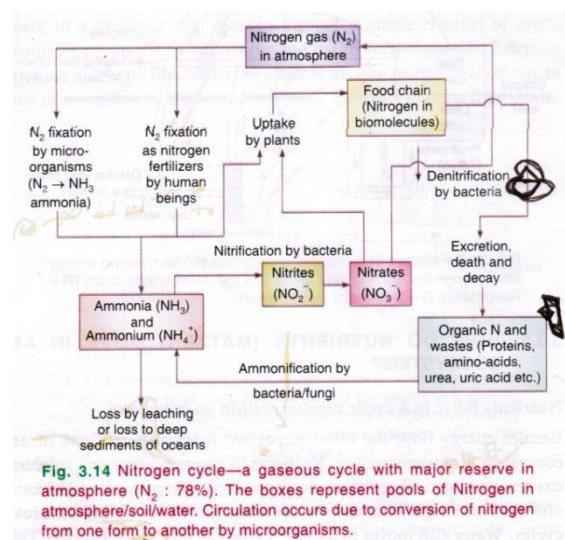 Nitrogen gas (N₂)
in atmosphere
Food chain
(Nitrogen in
biomolecules)
N₂ fixation
by micro-
organisms
(N₂ → NH₃
ammonia)
N₂ fixation
as nitrogen
fertilizers
by human
beings
Uptake
by plants
Denitrification
by bacteria
Nitrification by bacteria
Nitrites
(NO₂⁻)
Nitrates
(NO₃⁻)
Excretion,
death and
decay
Ammonia (NH₃)
and
Ammonium (NH₄⁺)
Organic N and
wastes (Proteins,
amino-acids,
urea, uric acid etc.)
Ammonification by
bacteria/fungi
Loss by leaching
or loss to deep
sediments of oceans
Fig. 3.14 Nitrogen cycle—a gaseous cycle with major reserve in
atmosphere (N₂ : 78%). The boxes represent pools of Nitrogen in
atmosphere/soil/water. Circulation occurs due to conversion of nitrogen
from one form to another by microorganisms.